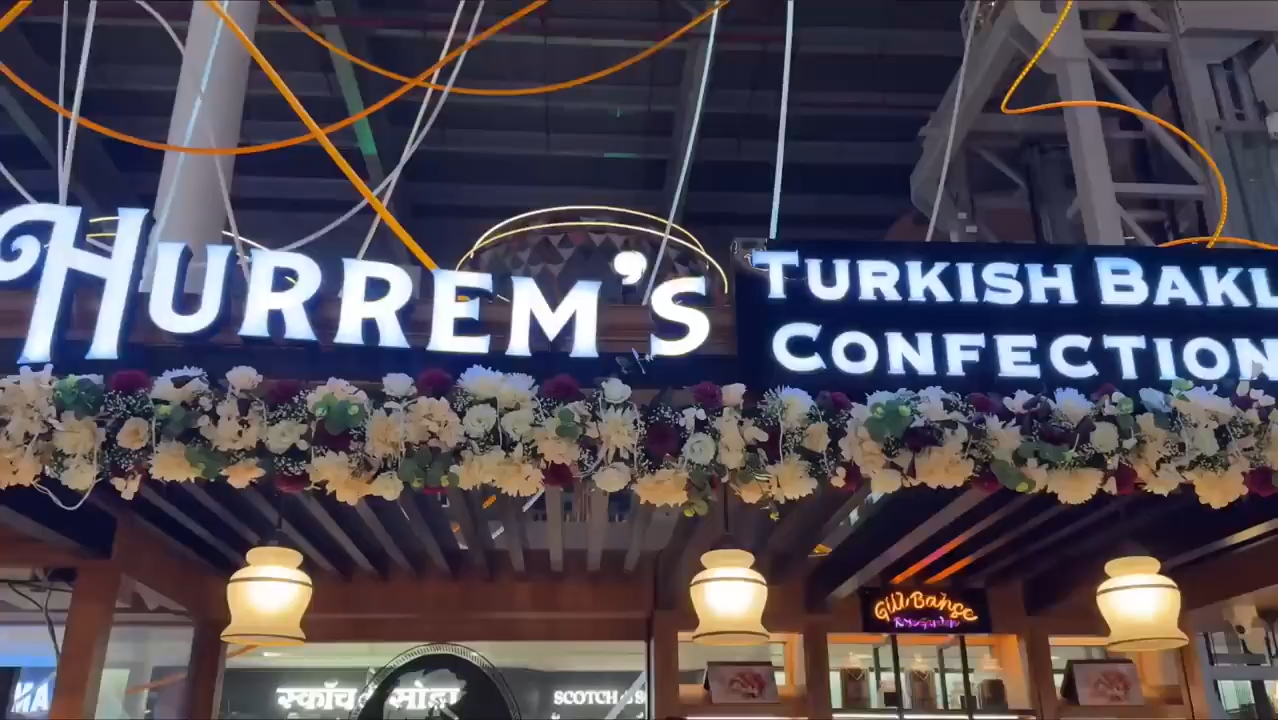 HURREM'S
TURKISH BAKL
CONFECTION
Gül Bahçe
स्कॉच सोडा
SCOTCH